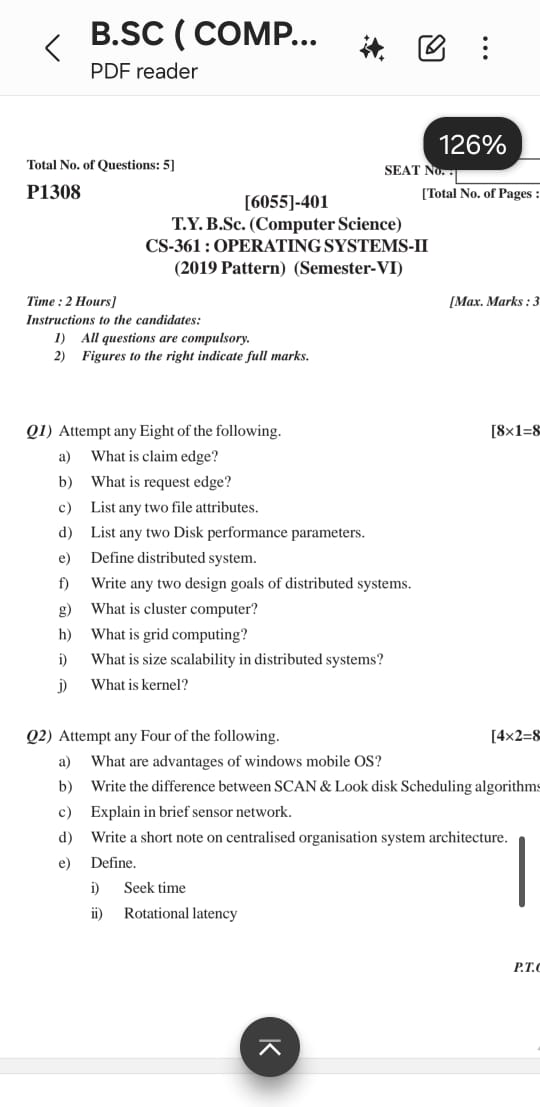 B.SC ( COMP...
PDF reader
126%
Total No. of Questions: 5]
SEAT No. :
P1308
[Total No. of Pages :
[6055]-401
T.Y. B.Sc. (Computer Science)
CS-361 : OPERATING SYSTEMS-II
(2019 Pattern) (Semester-VI)
Time : 2 Hours]
[Max. Marks : 3
Instructions to the candidates:
1) All questions are compulsory.
2) Figures to the right indicate full marks.
Q1) Attempt any Eight of the following. [8×1=8
a) What is claim edge?
b) What is request edge?
c) List any two file attributes.
d) List any two Disk performance parameters.
e) Define distributed system.
f) Write any two design goals of distributed systems.
g) What is cluster computer?
h) What is grid computing?
i) What is size scalability in distributed systems?
j) What is kernel?
Q2) Attempt any Four of the following. [4×2=8
a) What are advantages of windows mobile OS?
b) Write the difference between SCAN & Look disk Scheduling algorithms
c) Explain in brief sensor network.
d) Write a short note on centralised organisation system architecture.
e) Define.
i) Seek time
ii) Rotational latency
P.T.